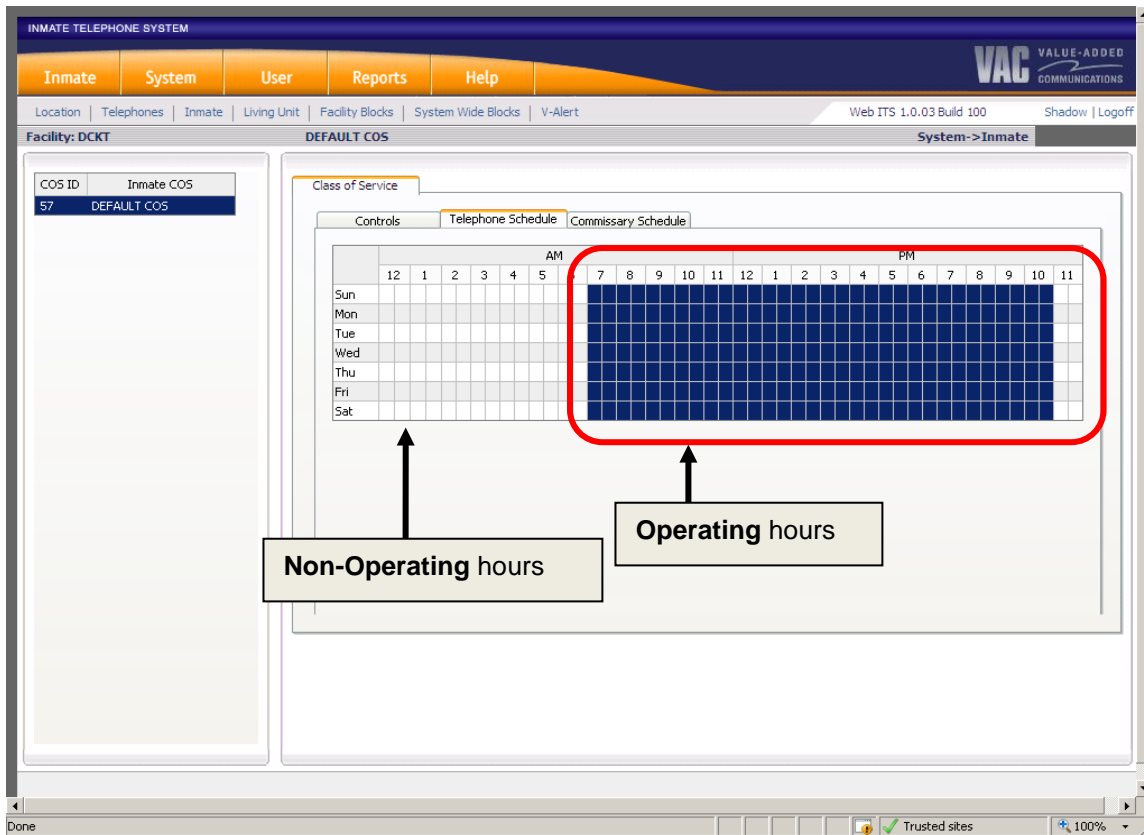 INMATE TELEPHONE SYSTEM
Inmate System User Reports Help
VAC VALUE-ADDED
COMMUNICATIONS
Location | Telephones | Inmate | Living Unit | Facility Blocks | System Wide Blocks | V-Alert
Web ITS 1.0.03 Build 100 Shadow | Logoff
Facility: DCKT DEFAULT COS System->Inmate
COS ID Inmate COS
57 DEFAULT COS
Class of Service
Controls Telephone Schedule Commissary Schedule
AM PM
12 1 2 3 4 5 6 7 8 9 10 11 12 1 2 3 4 5 6 7 8 9 10 11
Sun
Mon
Tue
Wed
Thu
Fri
Sat
Operating hours
Non-Operating hours
Done Trusted sites 100%